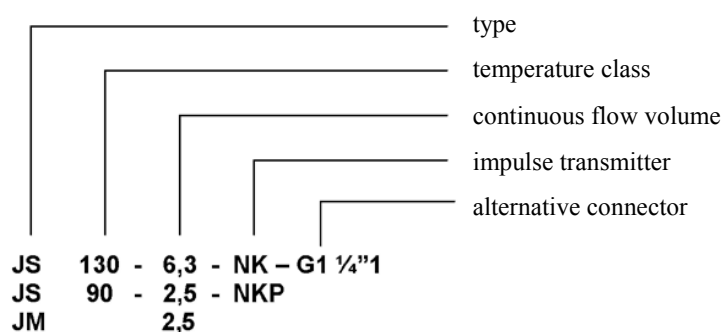 type
temperature class
continuous flow volume
impulse transmitter
alternative connector
JS 130 - 6,3 - NK – G1 ¼”1
JS 90 - 2,5 - NKP
JM 2,5